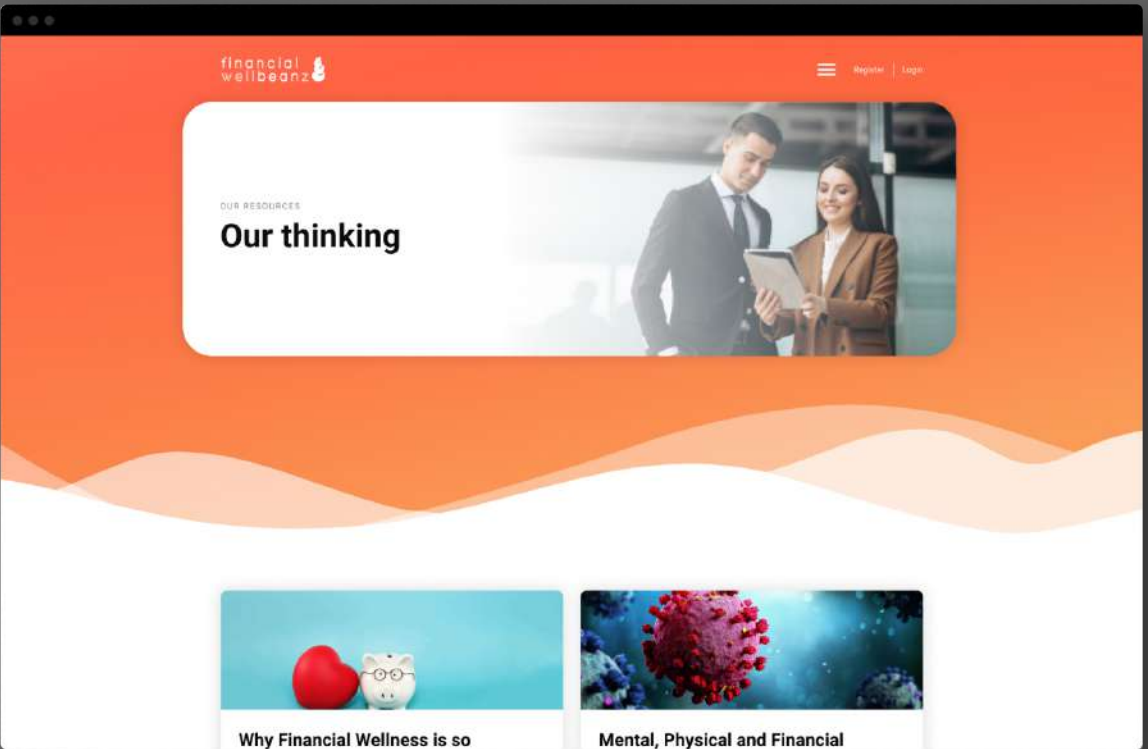 financial
wellbeanz
Register | Login
OUR RESOURCES
Our thinking
Why Financial Wellness is so
Mental, Physical and Financial